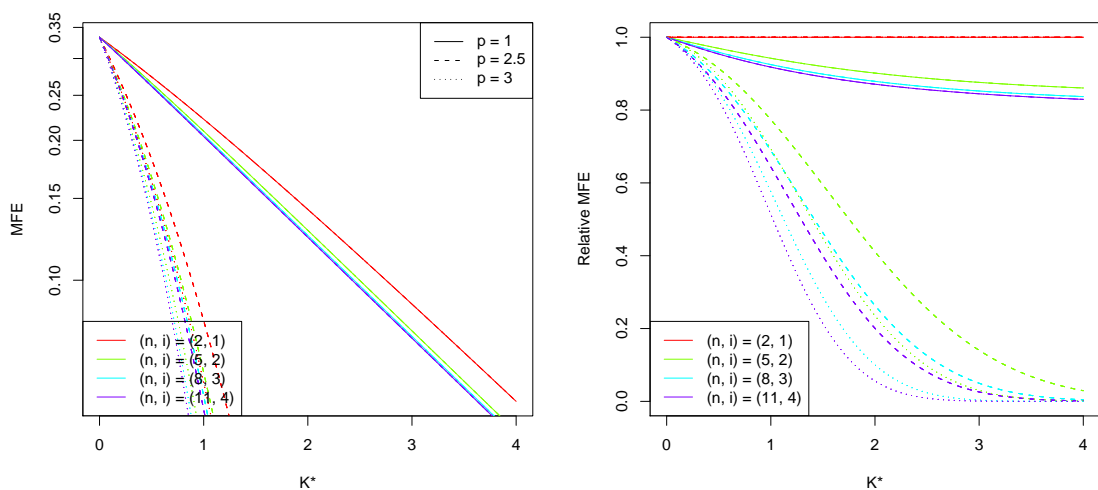 0.35
0.25
0.20
0.15
0.10
MFE
p = 1
p = 2.5
p = 3
(n, i) = (2, 1)
(n, i) = (5, 2)
(n, i) = (8, 3)
(n, i) = (11, 4)
0 1 2 3 4
K*
1.0
0.8
0.6
0.4
0.2
0.0
Relative MFE
(n, i) = (2, 1)
(n, i) = (5, 2)
(n, i) = (8, 3)
(n, i) = (11, 4)
0 1 2 3 4
K*